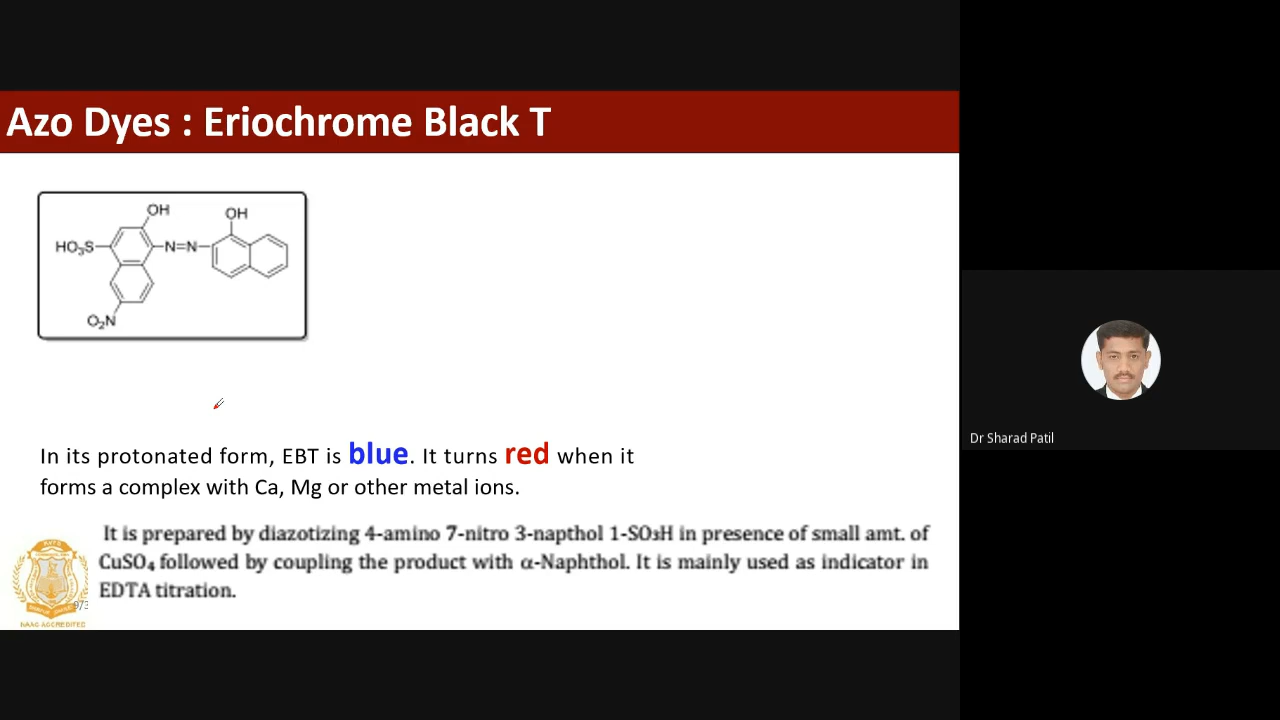 Azo Dyes : Eriochrome Black T
OH
OH
HO₃S
N=N
O₂N
In its protonated form, EBT is blue. It turns red when it
forms a complex with Ca, Mg or other metal ions.
It is prepared by diazotizing 4-amino 7-nitro 3-napthol 1-SO₃H in presence of small amt. of
CuSO₄ followed by coupling the product with α-Naphthol. It is mainly used as indicator in
EDTA titration.
973
NAAC ACCREDITED
Dr Sharad Patil